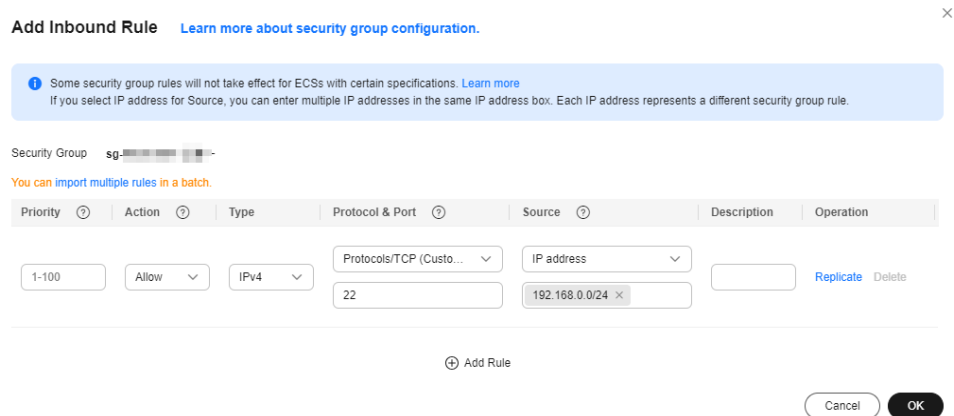 Add Inbound Rule Learn more about security group configuration.
Some security group rules will not take effect for ECSs with certain specifications. Learn more
If you select IP address for Source, you can enter multiple IP addresses in the same IP address box. Each IP address represents a different security group rule.
Security Group sg-
You can import multiple rules in a batch.
Priority Action Type Protocol & Port Source Description Operation
Protocols/TCP (Custo... IP address
1-100 Allow IPv4 Replicate Delete
22 192.168.0.0/24
Add Rule
Cancel OK